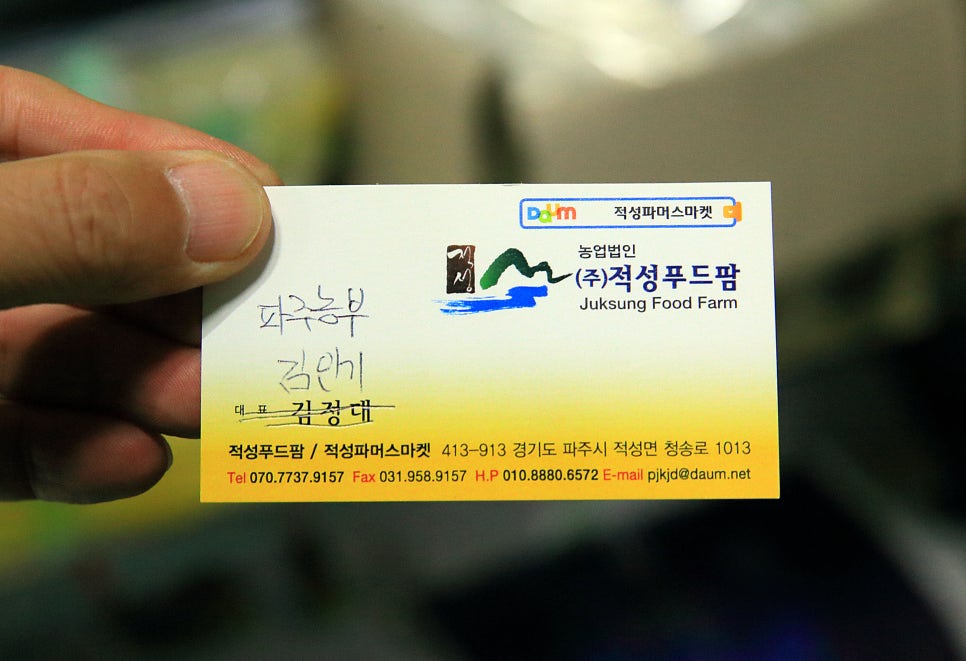 Daum 적성파머스마켓
적성
농업법인
(주)적성푸드팜
Juksung Food Farm
파주농부
김인기
대 표 김정대
적성푸드팜 / 적성파머스마켓 413-913 경기도 파주시 적성면 청송로 1013
Tel 070.7737.9157 Fax 031.958.9157 H.P 010.8880.6572 E-mail pjkjd@daum.net